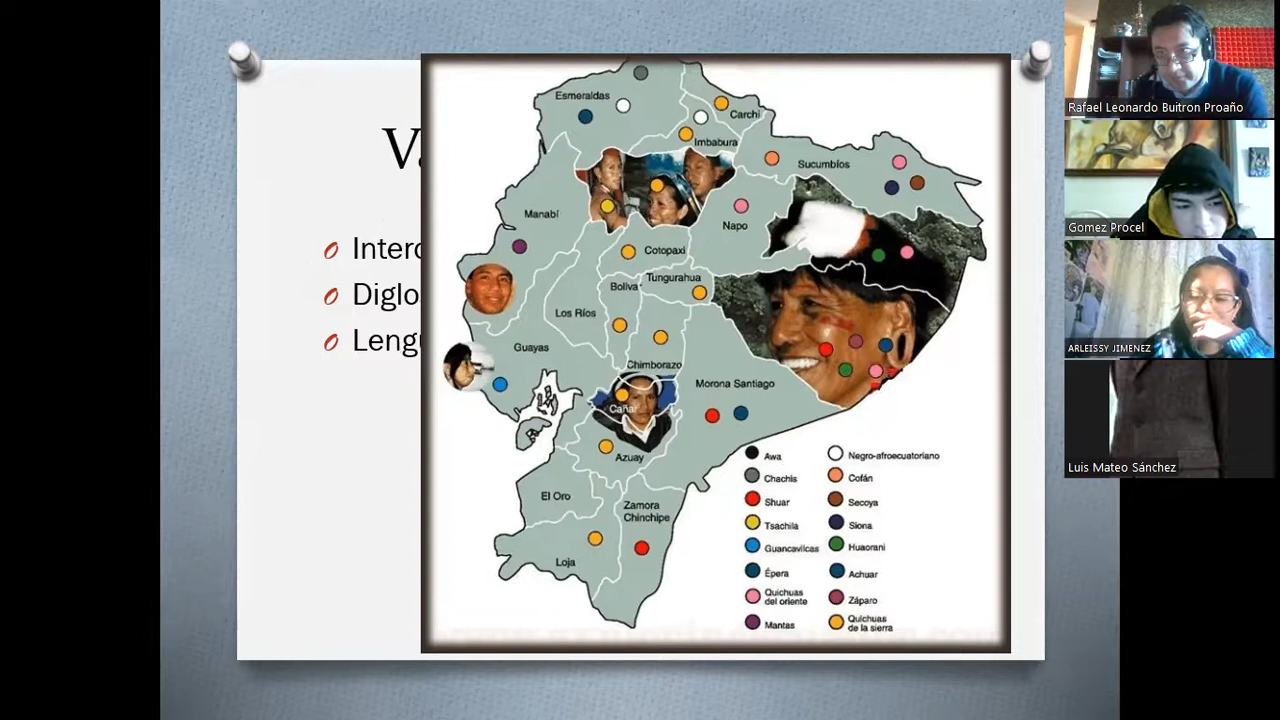 Esmeraldas
Carchi
Imbabura
Sucumbíos
Manabí
Napo
Cotopaxi
Tungurahua
Boliva
Los Ríos
Guayas
Chimborazo
Morona Santiago
Cañar
Azuay
El Oro
Zamora
Chinchipe
Loja
Interc
Diglo
Lengu
Awa
Chachis
Shuar
Tsachila
Guancavilcas
Épera
Quichuas
del oriente
Mantas
Negro-afroecuatoriano
Cofán
Secoya
Siona
Huaorani
Achuar
Záparo
Quichuas
de la sierra
Rafael Leonardo Buitron Proaño
Gomez Procel
ARLEISSY JIMENEZ
Luis Mateo Sánchez